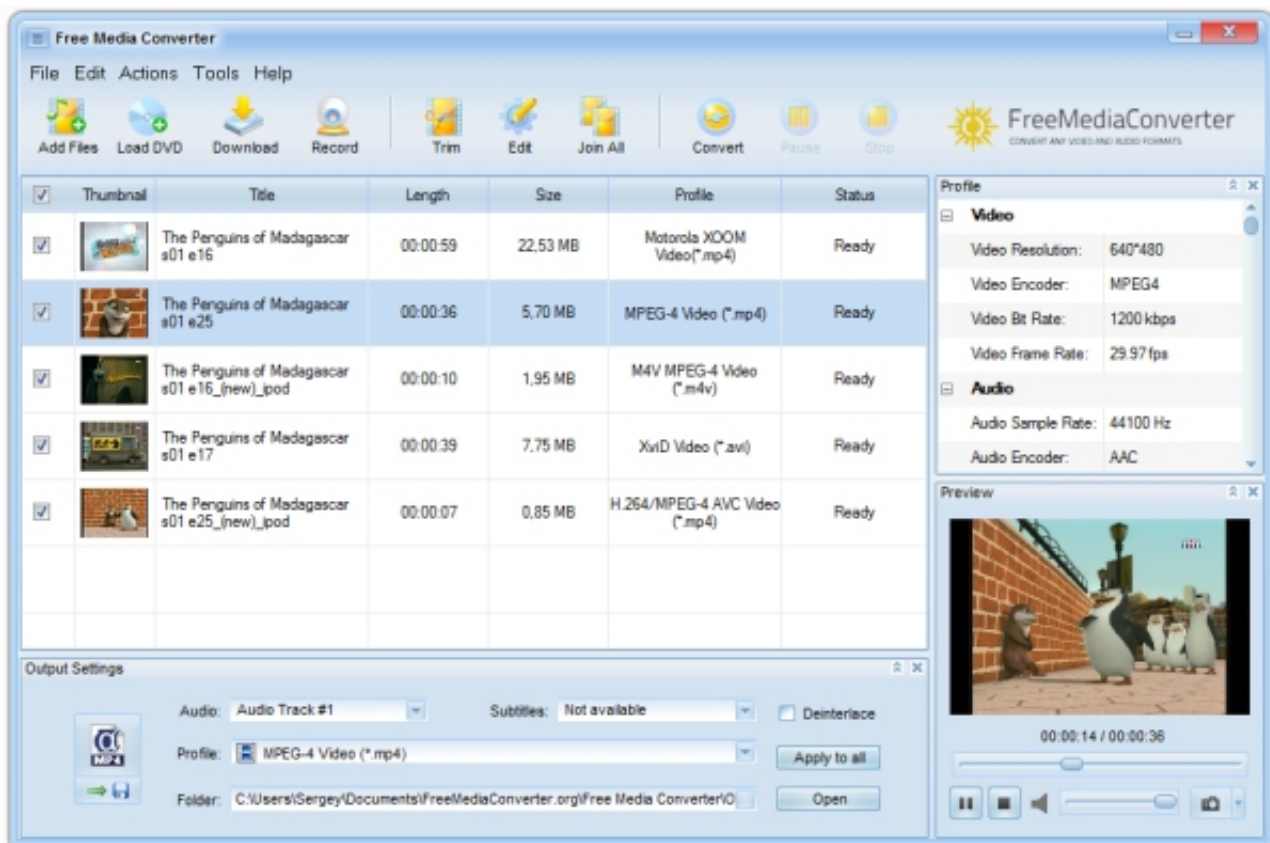 Free Media Converter
File Edit Actions Tools Help
Add Files Load DVD Download Record Trim Edit Join All Convert Pause Stop
FreeMediaConverter
CONVERT ANY VIDEO AND AUDIO FORMATS
Thumbnail Title Length Size Profile Status
The Penguins of Madagascar
s01 e16
00:00:59 22,53 MB
Motorola XOOM
Video(*.mp4)
Ready
The Penguins of Madagascar
s01 e25
00:00:36 5,70 MB MPEG-4 Video (*.mp4) Ready
The Penguins of Madagascar
s01 e16_(new)_ipod
00:00:10 1,95 MB
M4V MPEG-4 Video
(*.m4v)
Ready
The Penguins of Madagascar
s01 e17
00:00:39 7,75 MB XviD Video (*.avi) Ready
The Penguins of Madagascar
s01 e25_(new)_ipod
00:00:07 0,85 MB
H.264/MPEG-4 AVC Video
(*.mp4)
Ready
Profile
Video
Video Resolution: 640*480
Video Encoder: MPEG4
Video Bit Rate: 1200 kbps
Video Frame Rate: 29.97 fps
Audio
Audio Sample Rate: 44100 Hz
Audio Encoder: AAC
Preview
00:00:14 / 00:00:36
Output Settings
MP4
Audio: Audio Track #1 Subtitles: Not available Deinterlace
Profile: MPEG-4 Video (*.mp4) Apply to all
Folder: C:\Users\Sergey\Documents\FreeMediaConverter.org\Free Media Converter\O Open